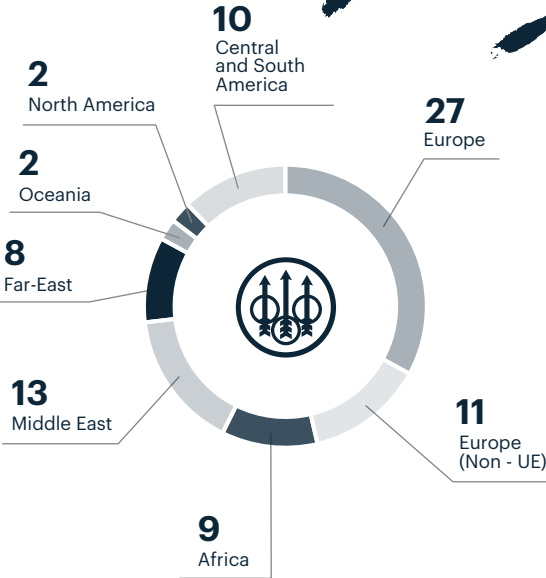 10
Central
and South
America
2
North America
27
Europe
2
Oceania
8
Far-East
13
Middle East
11
Europe
(Non - UE)
9
Africa